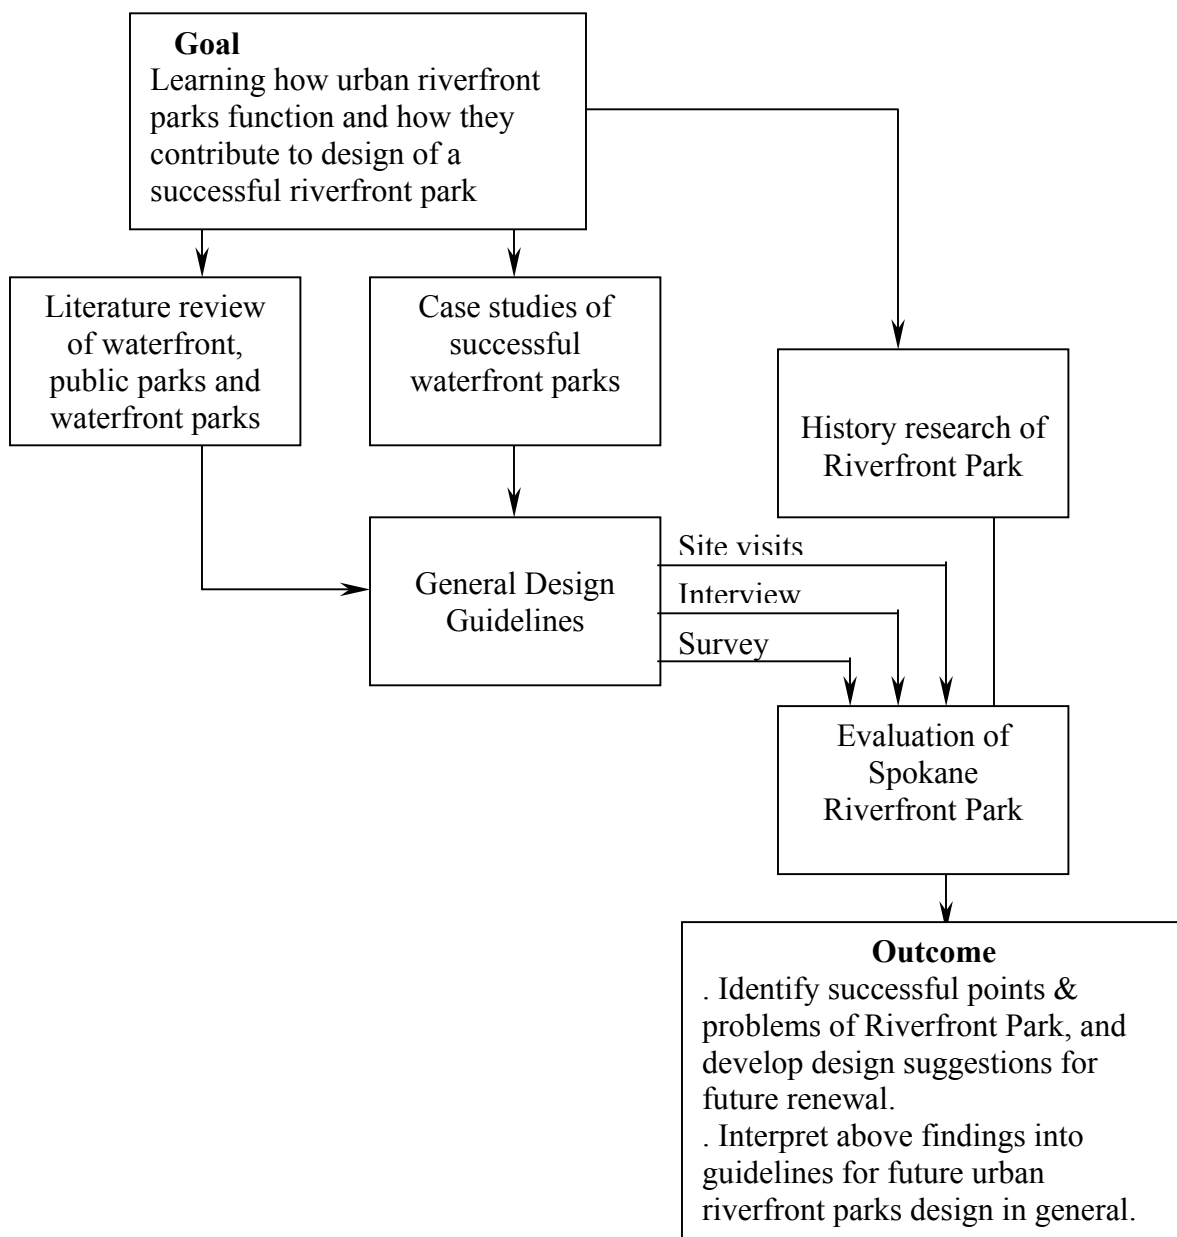 Goal
Learning how urban riverfront
parks function and how they
contribute to design of a
successful riverfront park
Literature review
of waterfront,
public parks and
waterfront parks
Case studies of
successful
waterfront parks
History research of
Riverfront Park
General Design
Guidelines
Site visits
Interview
Survey
Evaluation of
Spokane
Riverfront Park
Outcome
. Identify successful points &
problems of Riverfront Park, and
develop design suggestions for
future renewal.
. Interpret above findings into
guidelines for future urban
riverfront parks design in general.